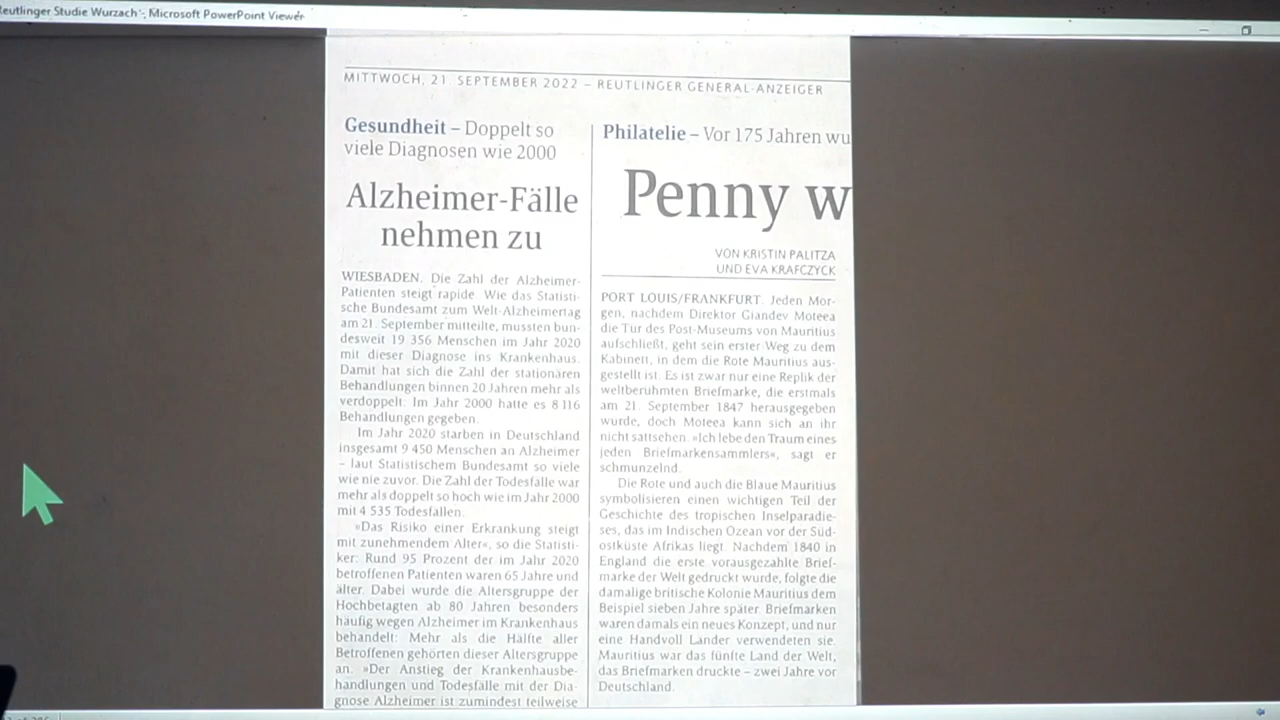 Reutlinger Studie Wurzach - Microsoft PowerPoint Viewer
MITTWOCH, 21. SEPTEMBER 2022 – REUTLINGER GENERAL-ANZEIGER
Gesundheit – Doppelt so
viele Diagnosen wie 2000
Alzheimer-Fälle
nehmen zu
WIESBADEN. Die Zahl der Alzheimer-
Patienten steigt rapide. Wie das Statisti-
sche Bundesamt zum Welt-Alzheimertag
am 21. September mitteilte, mussten bun-
desweit 19 356 Menschen im Jahr 2020
mit dieser Diagnose ins Krankenhaus.
Damit hat sich die Zahl der stationären
Behandlungen binnen 20 Jahren mehr als
verdoppelt: Im Jahr 2000 hatte es 8 116
Behandlungen gegeben.
Im Jahr 2020 starben in Deutschland
insgesamt 9 450 Menschen an Alzheimer
– laut Statistischem Bundesamt so viele
wie nie zuvor. Die Zahl der Todesfälle war
mehr als doppelt so hoch wie im Jahr 2000
mit 4 535 Todesfällen.
»Das Risiko einer Erkrankung steigt
mit zunehmendem Alter«, so die Statisti-
ker: Rund 95 Prozent der im Jahr 2020
betroffenen Patienten waren 65 Jahre und
älter. Dabei wurde die Altersgruppe der
Hochbetagten ab 80 Jahren besonders
häufig wegen Alzheimer im Krankenhaus
behandelt: Mehr als die Hälfte aller
Betroffenen gehörten dieser Altersgruppe
an. »Der Anstieg der Krankenhausbe-
handlungen und Todesfälle mit der Dia-
gnose Alzheimer ist zumindest teilweise
Philatelie – Vor 175 Jahren wu
Penny w
VON KRISTIN PALITZA
UND EVA KRAFCZYCK
PORT LOUIS/FRANKFURT. Jeden Mor-
gen, nachdem Direktor Giandev Moteea
die Tür des Post-Museums von Mauritius
aufschließt, geht sein erster Weg zu dem
Kabinett, in dem die Rote Mauritius aus-
gestellt ist. Es ist zwar nur eine Replik der
weltberühmten Briefmarke, die erstmals
am 21. September 1847 herausgegeben
wurde, doch Moteea kann sich an ihr
nicht sattsehen. »Ich lebe den Traum eines
jeden Briefmarkensammlers«, sagt er
schmunzelnd.
Die Rote und auch die Blaue Mauritius
symbolisieren einen wichtigen Teil der
Geschichte des tropischen Inselparadie-
ses, das im Indischen Ozean vor der Süd-
ostküste Afrikas liegt. Nachdem 1840 in
England die erste vorausgezahlte Brief-
marke der Welt gedruckt wurde, folgte die
damalige britische Kolonie Mauritius dem
Beispiel sieben Jahre später. Briefmarken
waren damals ein neues Konzept, und nur
eine Handvoll Länder verwendeten sie.
Mauritius war das fünfte Land der Welt,
das Briefmarken druckte – zwei Jahre vor
Deutschland.